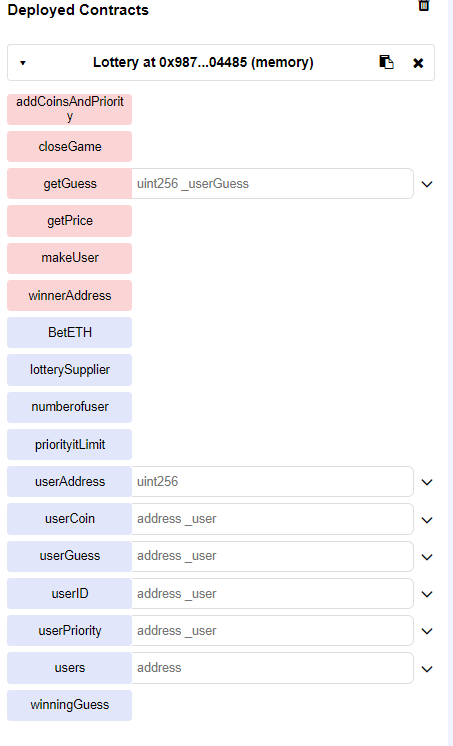 Deployed Contracts
Lottery at 0x987...04485 (memory)
addCoinsAndPriorit
y
closeGame
getGuess uint256 _userGuess
getPrice
makeUser
winnerAddress
BetETH
lotterySupplier
numberofuser
priorityitLimit
userAddress uint256
userCoin address _user
userGuess address _user
userID address _user
userPriority address _user
users address
winningGuess